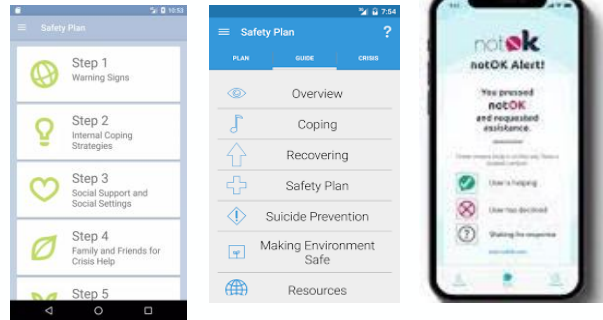 10:53
Safety Plan
Step 1
Warning Signs
Step 2
Internal Coping
Strategies
Step 3
Social Support and
Social Settings
Step 4
Family and Friends for
Crisis Help
Step 5
7:54
Safety Plan
?
PLAN GUIDE CRISIS
Overview
Coping
Recovering
Safety Plan
Suicide Prevention
Making Environment
Safe
Resources
notok
notOK Alert!
You pressed
notOK
and requested
assistance.
User is helping
User has declined
Waiting for response